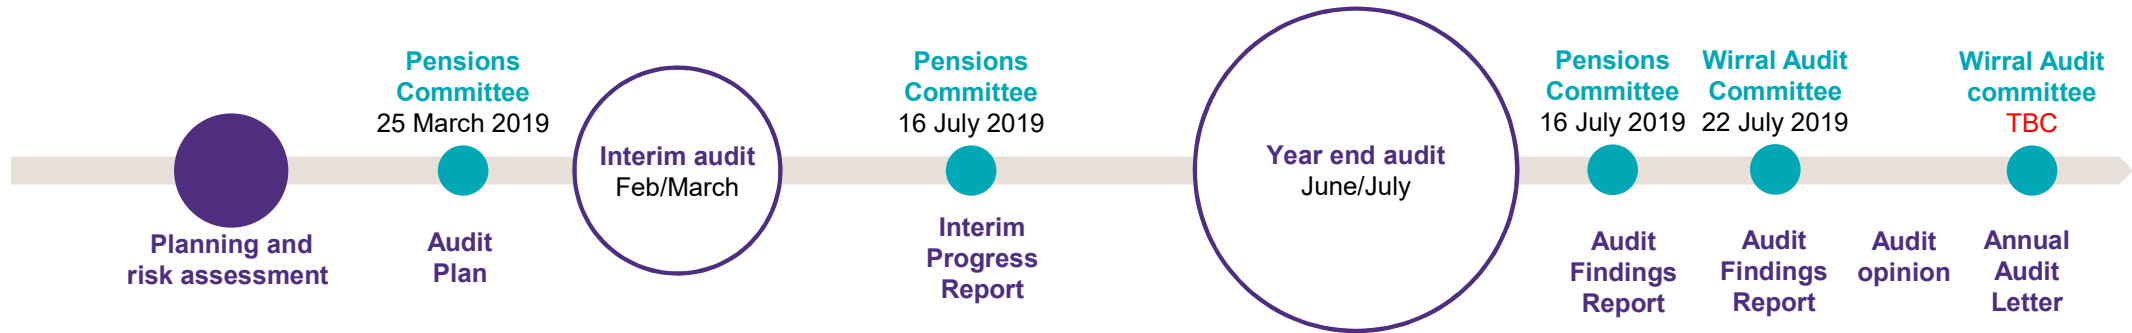 Planning and
risk assessment
Pensions
Committee
25 March 2019
Audit
Plan
Interim audit
Feb/March
Pensions
Committee
16 July 2019
Interim
Progress
Report
Year end audit
June/July
Pensions
Committee
16 July 2019
Audit
Findings
Report
Wirral Audit
Committee
22 July 2019
Audit
Findings
Report
Audit
opinion
Wirral Audit
committee
TBC
Annual
Audit
Letter